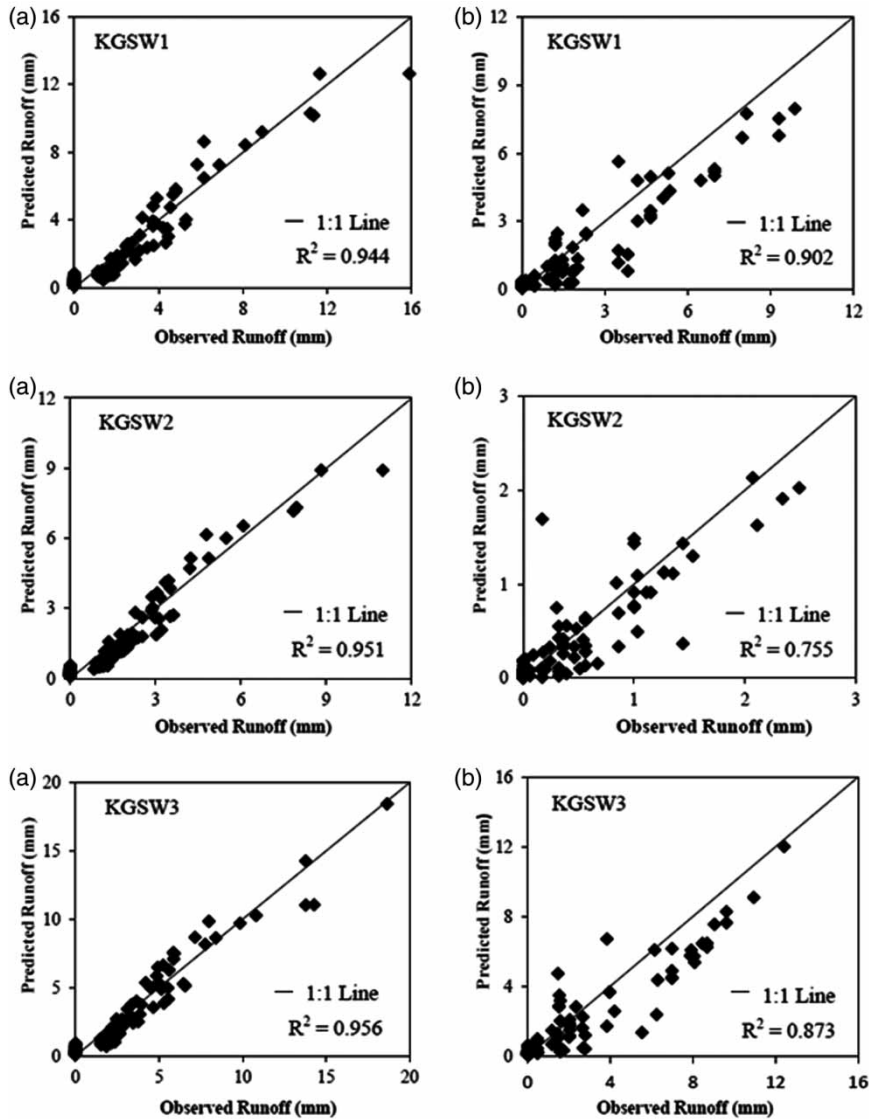 (a)
16
KGSW1
12
8
4
0
Predicted Runoff (mm)
— 1:1 Line
R² = 0.944
0 4 8 12 16
Observed Runoff (mm)
(b)
12
KGSW1
9
6
3
0
Predicted Runoff (mm)
— 1:1 Line
R² = 0.902
0 3 6 9 12
Observed Runoff (mm)
(a)
12
KGSW2
9
6
3
0
Predicted Runoff (mm)
— 1:1 Line
R² = 0.951
0 3 6 9 12
Observed Runoff (mm)
(b)
3
KGSW2
2
1
0
Predicted Runoff (mm)
— 1:1 Line
R² = 0.755
0 1 2 3
Observed Runoff (mm)
(a)
20
KGSW3
15
10
5
0
Predicted Runoff (mm)
— 1:1 Line
R² = 0.956
0 5 10 15 20
Observed Runoff (mm)
(b)
16
KGSW3
12
8
4
0
Predicted Runoff (mm)
— 1:1 Line
R² = 0.873
0 4 8 12 16
Observed Runoff (mm)